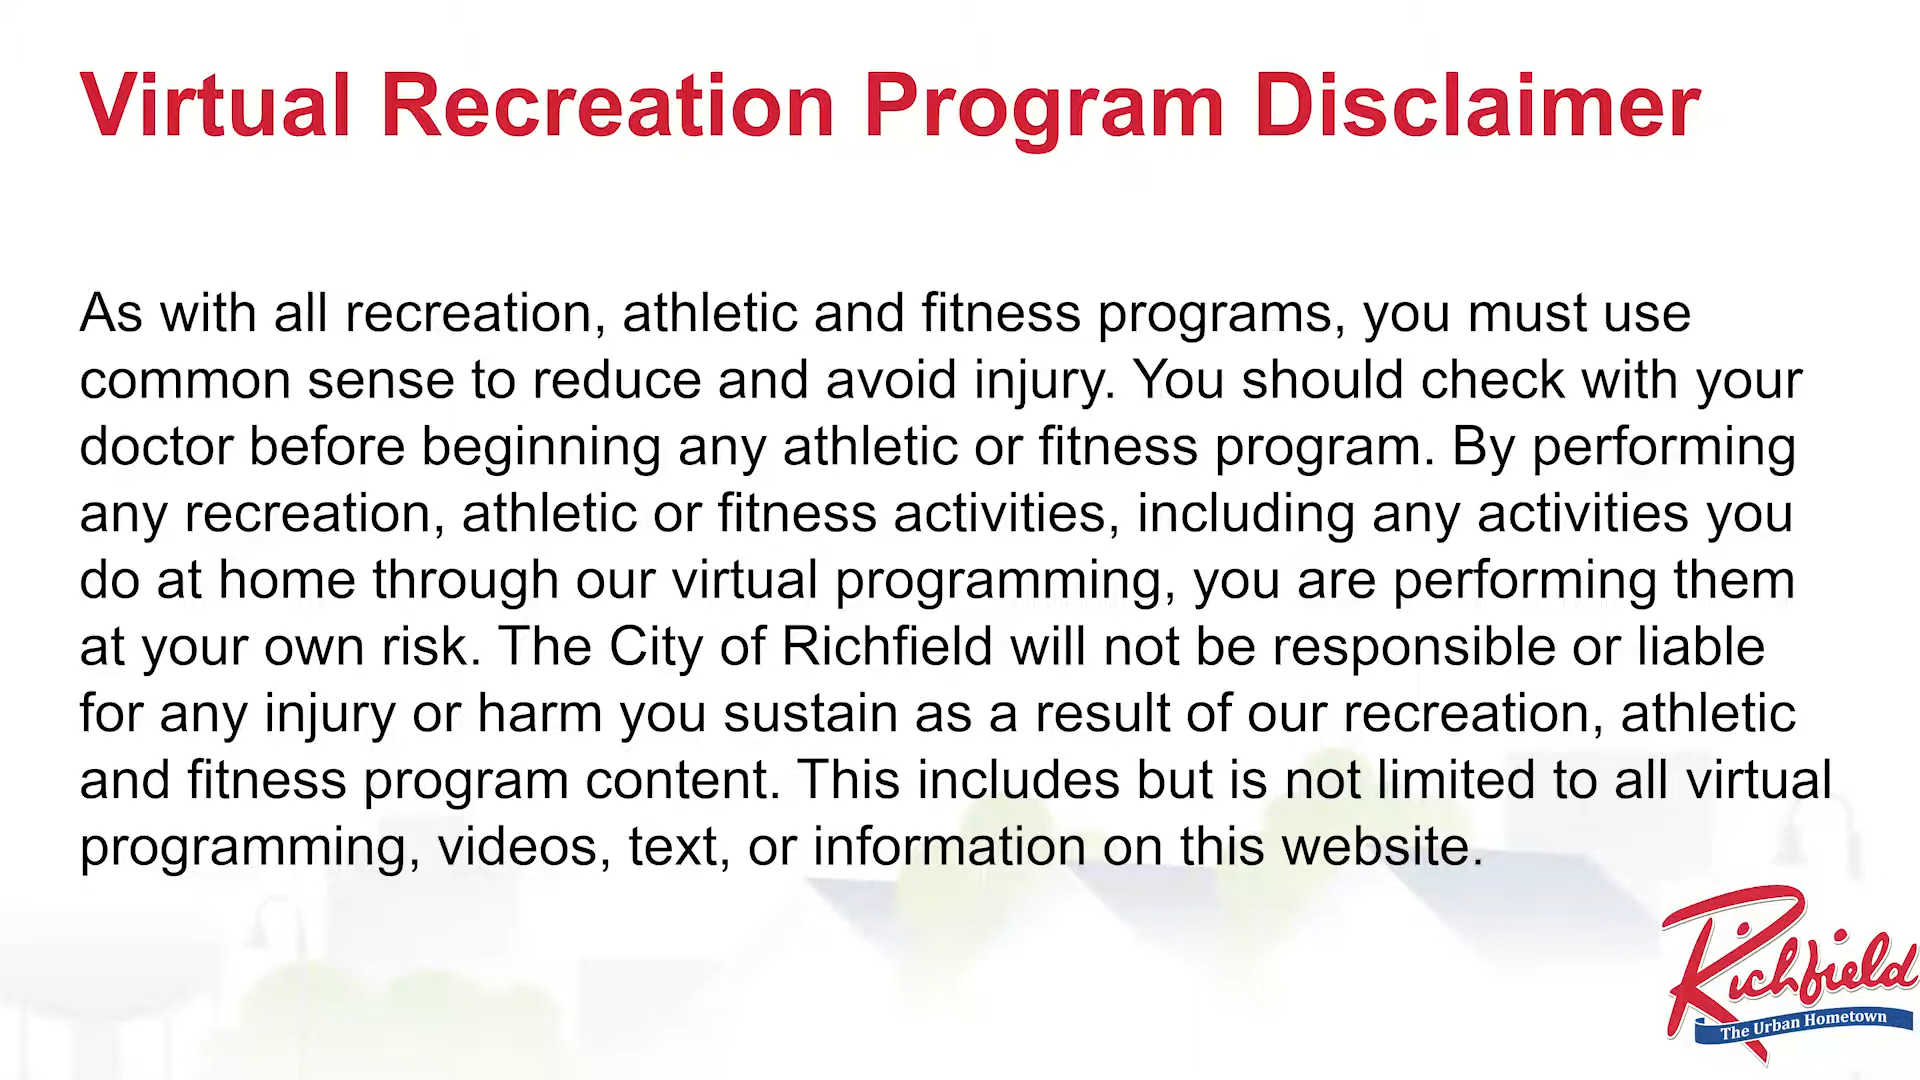 Virtual Recreation Program Disclaimer
As with all recreation, athletic and fitness programs, you must use
common sense to reduce and avoid injury. You should check with your
doctor before beginning any athletic or fitness program. By performing
any recreation, athletic or fitness activities, including any activities you
do at home through our virtual programming, you are performing them
at your own risk. The City of Richfield will not be responsible or liable
for any injury or harm you sustain as a result of our recreation, athletic
and fitness program content. This includes but is not limited to all virtual
programming, videos, text, or information on this website.
Richfield
The Urban Hometown